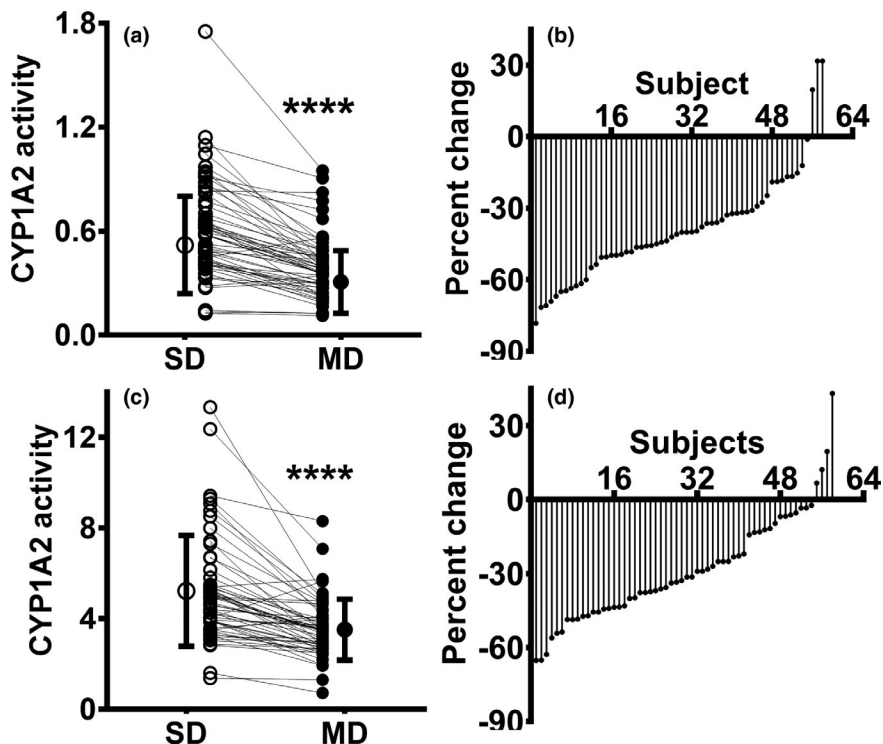 (a)
CYP1A2 activity
1.8
1.2
0.6
0.0
****
SD MD
(b)
Percent change
30
0
-30
-60
-90
Subject
16 32 48 64
(c)
CYP1A2 activity
12
8
4
0
****
SD MD
(d)
Percent change
30
0
-30
-60
-90
Subjects
16 32 48 64